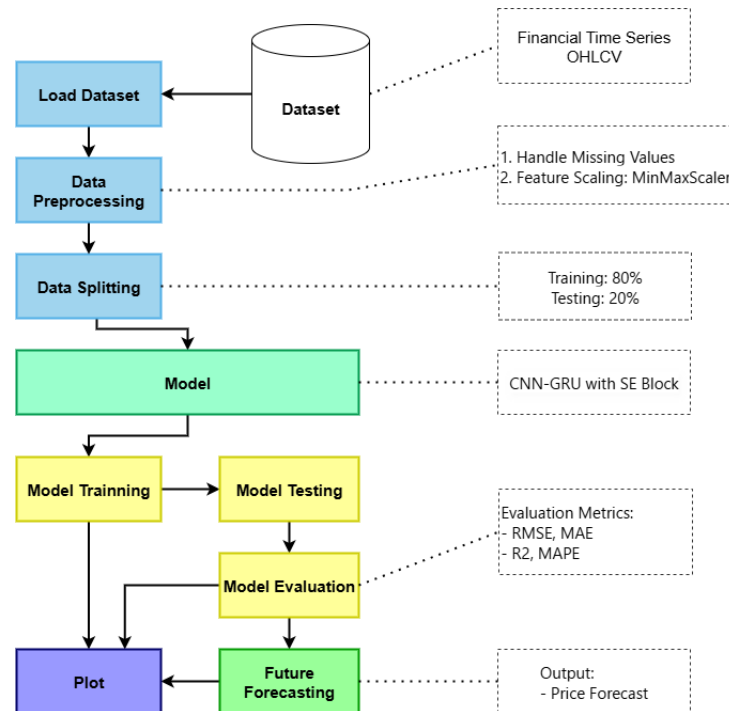 Financial Time Series
OHLCV
Load Dataset
Dataset
Data
Preprocessing
1. Handle Missing Values
2. Feature Scaling: MinMaxScaler
Data Splitting
Training: 80%
Testing: 20%
Model
CNN-GRU with SE Block
Model Trainning
Model Testing
Evaluation Metrics:
- RMSE, MAE
- R2, MAPE
Model Evaluation
Plot
Future
Forecasting
Output:
- Price Forecast